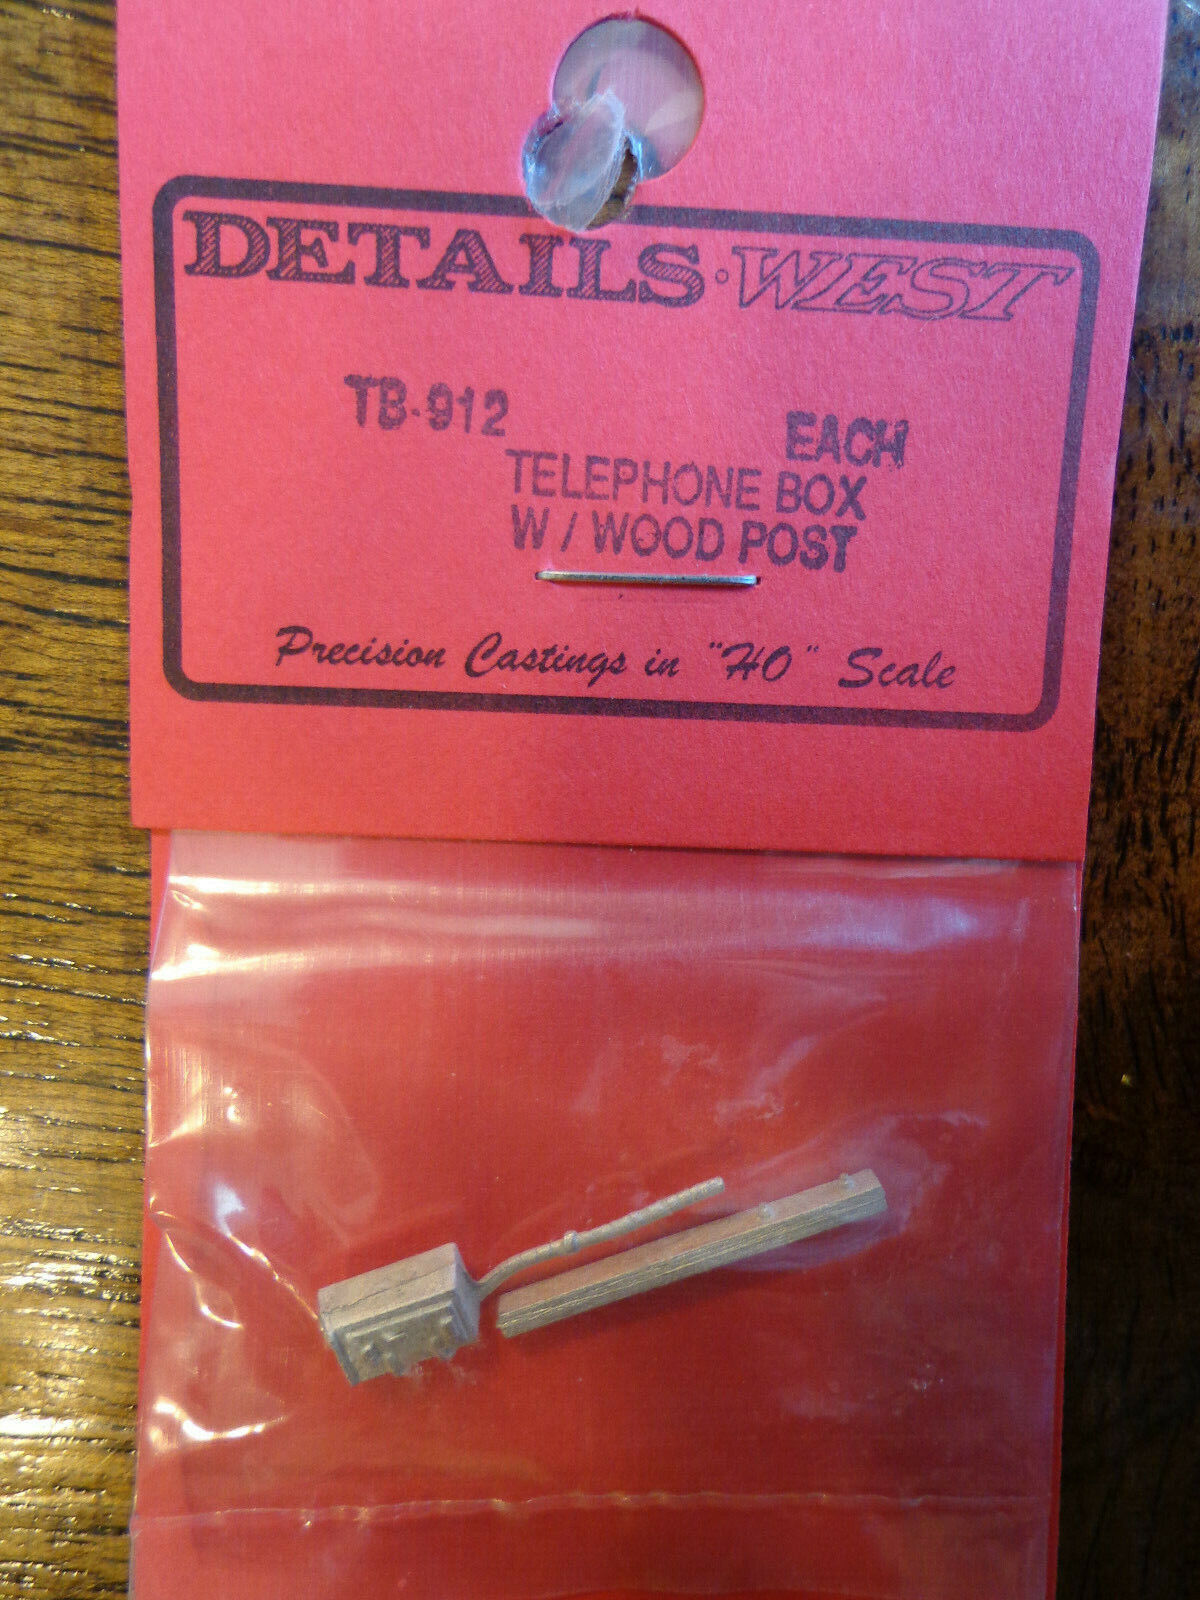 DETAILS·WEST
TB-912
EACH
TELEPHONE BOX
W/WOOD POST
Precision Castings in "HO" Scale